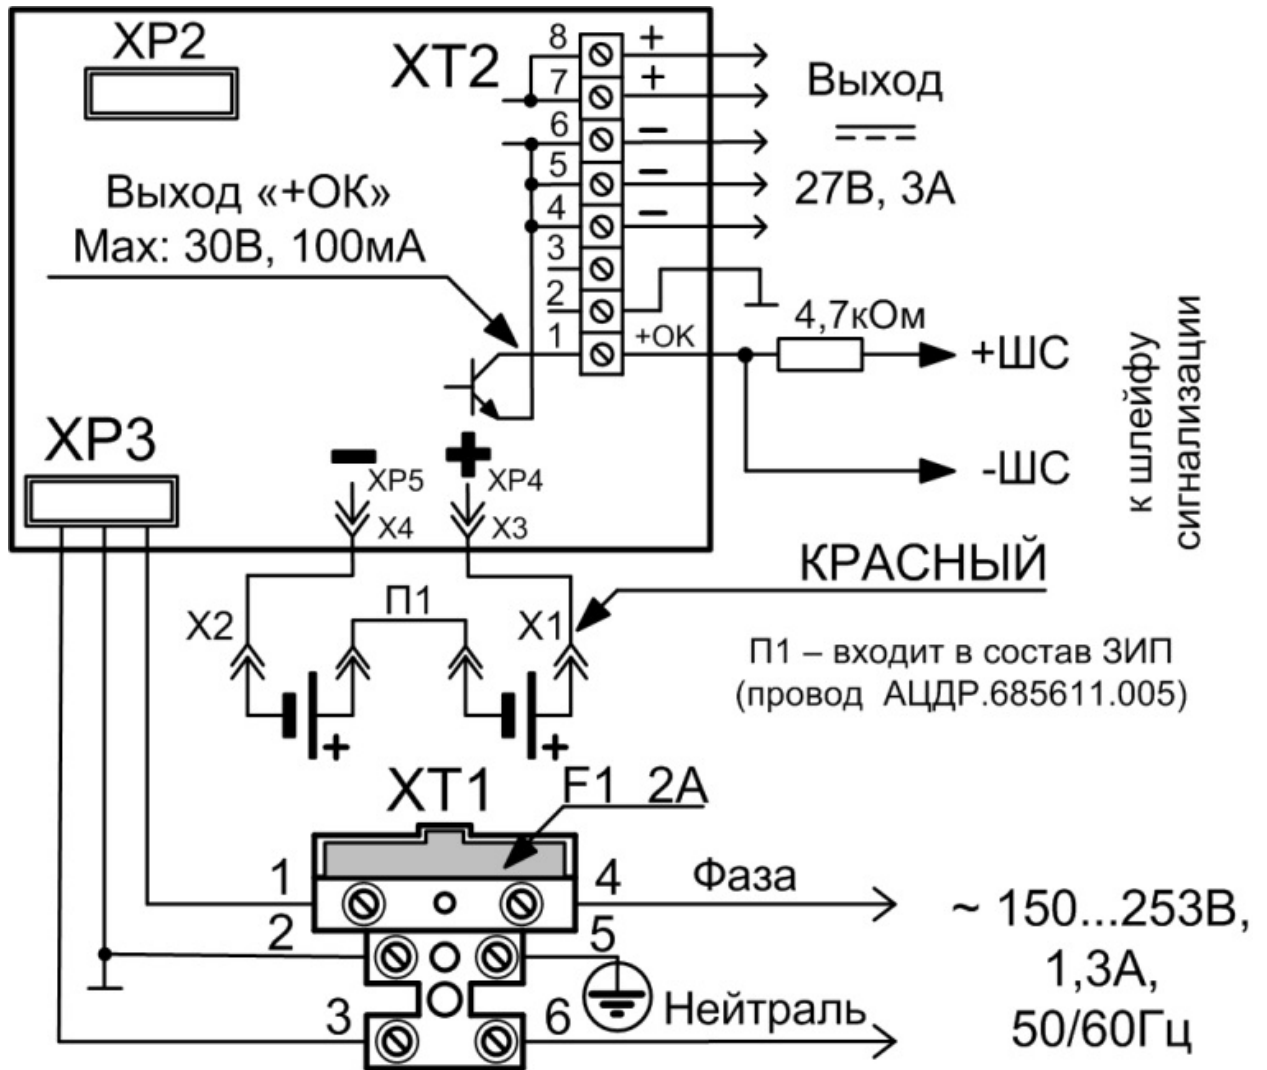 XP2
XT2
8
+
7
+
6
–
5
–
4
–
3
2
1
+OK
Выход
27В, 3А
Выход «+ОК»
Max: 30В, 100мА
4,7кОм
+ШС
-ШС
к шлейфу
сигнализации
XP3
–
+
XP5
XP4
X4
X3
КРАСНЫЙ
X2
П1
X1
П1 – входит в состав ЗИП
(провод АЦДР.685611.005)
+
+
XT1
F1 2А
1
4
Фаза
2
5
3
6
Нейтраль
~ 150...253В,
1,3А,
50/60Гц